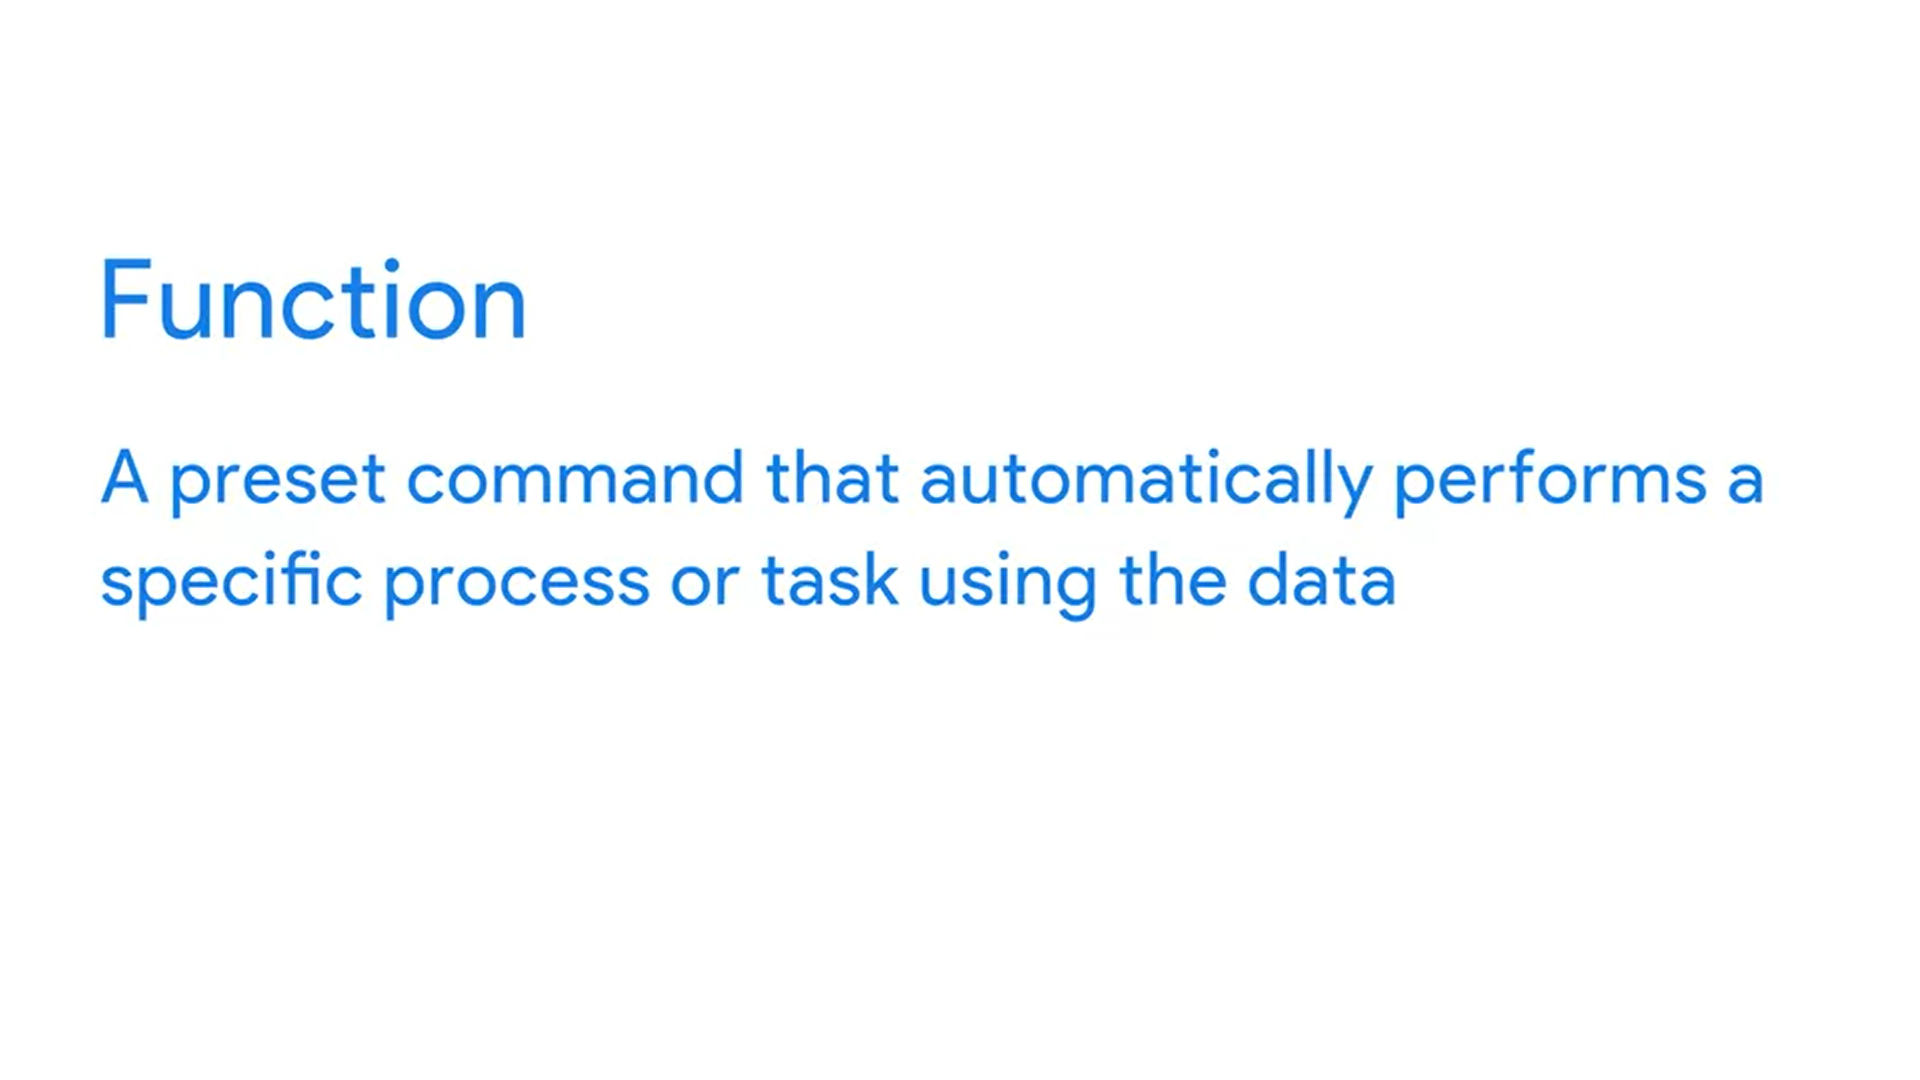 Function
A preset command that automatically performs a
specific process or task using the data